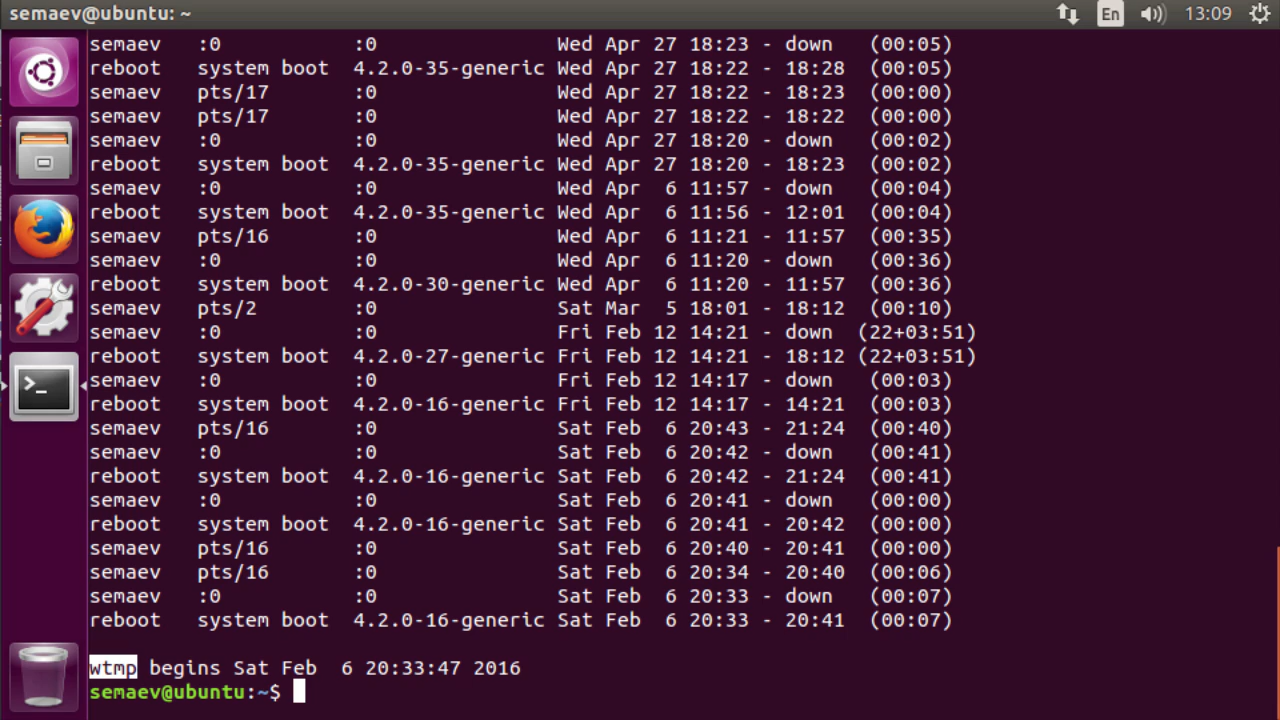 semaev@ubuntu: ~ En 13:09
semaev   :0           :0               Wed Apr 27 18:23 - down   (00:05)
reboot   system boot  4.2.0-35-generic Wed Apr 27 18:22 - 18:28  (00:05)
semaev   pts/17       :0               Wed Apr 27 18:22 - 18:23  (00:00)
semaev   pts/17       :0               Wed Apr 27 18:22 - 18:22  (00:00)
semaev   :0           :0               Wed Apr 27 18:20 - down   (00:02)
reboot   system boot  4.2.0-35-generic Wed Apr 27 18:20 - 18:23  (00:02)
semaev   :0           :0               Wed Apr  6 11:57 - down   (00:04)
reboot   system boot  4.2.0-35-generic Wed Apr  6 11:56 - 12:01  (00:04)
semaev   pts/16       :0               Wed Apr  6 11:21 - 11:57  (00:35)
semaev   :0           :0               Wed Apr  6 11:20 - down   (00:36)
reboot   system boot  4.2.0-30-generic Wed Apr  6 11:20 - 11:57  (00:36)
semaev   pts/2        :0               Sat Mar  5 18:01 - 18:12  (00:10)
semaev   :0           :0               Fri Feb 12 14:21 - down  (22+03:51)
reboot   system boot  4.2.0-27-generic Fri Feb 12 14:21 - 18:12 (22+03:51)
semaev   :0           :0               Fri Feb 12 14:17 - down   (00:03)
reboot   system boot  4.2.0-16-generic Fri Feb 12 14:17 - 14:21  (00:03)
semaev   pts/16       :0               Sat Feb  6 20:43 - 21:24  (00:40)
semaev   :0           :0               Sat Feb  6 20:42 - down   (00:41)
reboot   system boot  4.2.0-16-generic Sat Feb  6 20:42 - 21:24  (00:41)
semaev   :0           :0               Sat Feb  6 20:41 - down   (00:00)
reboot   system boot  4.2.0-16-generic Sat Feb  6 20:41 - 20:42  (00:00)
semaev   pts/16       :0               Sat Feb  6 20:40 - 20:41  (00:00)
semaev   pts/16       :0               Sat Feb  6 20:34 - 20:40  (00:06)
semaev   :0           :0               Sat Feb  6 20:33 - down   (00:07)
reboot   system boot  4.2.0-16-generic Sat Feb  6 20:33 - 20:41  (00:07)
wtmp begins Sat Feb  6 20:33:47 2016
semaev@ubuntu:~$